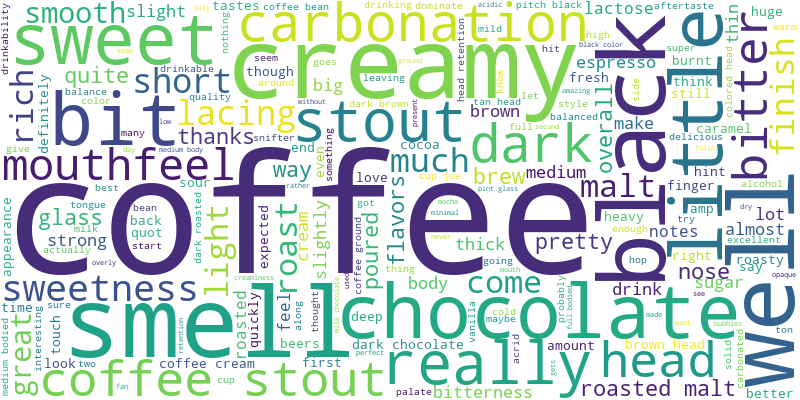 coffee
creamy
smell
chocolate
black
sweet
bit
well
little
stout
really
head
dark
coffee stout
carbonation
mouthfeel
sweetness
bitter
light
roast
lacing
short
rich
smooth
much
come
malt
pretty
finish
great
nose
roasted malt
flavors
poured
quite
thanks
glass
strong
way
brew
medium
brown
overall
espresso
lactose
thin
huge
slight
tastes
coffee bean
drinking
dominate
acidic
pitch black
aftertaste
drinkability
oily
nothing
mild
hit
high
black color
super
burnt
think
still
warm
keep
seem
though
goes
leaving
around
ground
know
let
head retention
fresh
side
colored head
drinkable
balance
color
quality
definitely
big
dark brown
tan head
style
balanced
make
amazing
delicious
caramel
many
low
without
present
full
second
hint
give
day
medium body
snifter
end
even
something
cocoa
finger
tulip
sour
rather
love
cup joe
heavy
amp
lot
alcohol
appearance
best
bean
got
mocha
pint glass
enough
try
dry
tongue
back
milk
quot
start
minimal
notes
almost
excellent
actually
dark roasted
cream
slightly
expected
coffee ground
never
thick
hop
right
roasty
say
overly
feel
creaminess
used
thing
going
mouth
body
probably
full bodied
sugar
drink
see
opaque
time
sure
interesting
touch
roasted
quickly
along
thought
milk chocolate
deep
cold
maybe
vanilla
made
want
bubbles
solid
carbonated
medium bodied
look
two
retention
beers
first
dark chocolate
perfect
acrid
amount
brown head
ton
coffee cream
cup
fan
palate
bitterness
gets
better